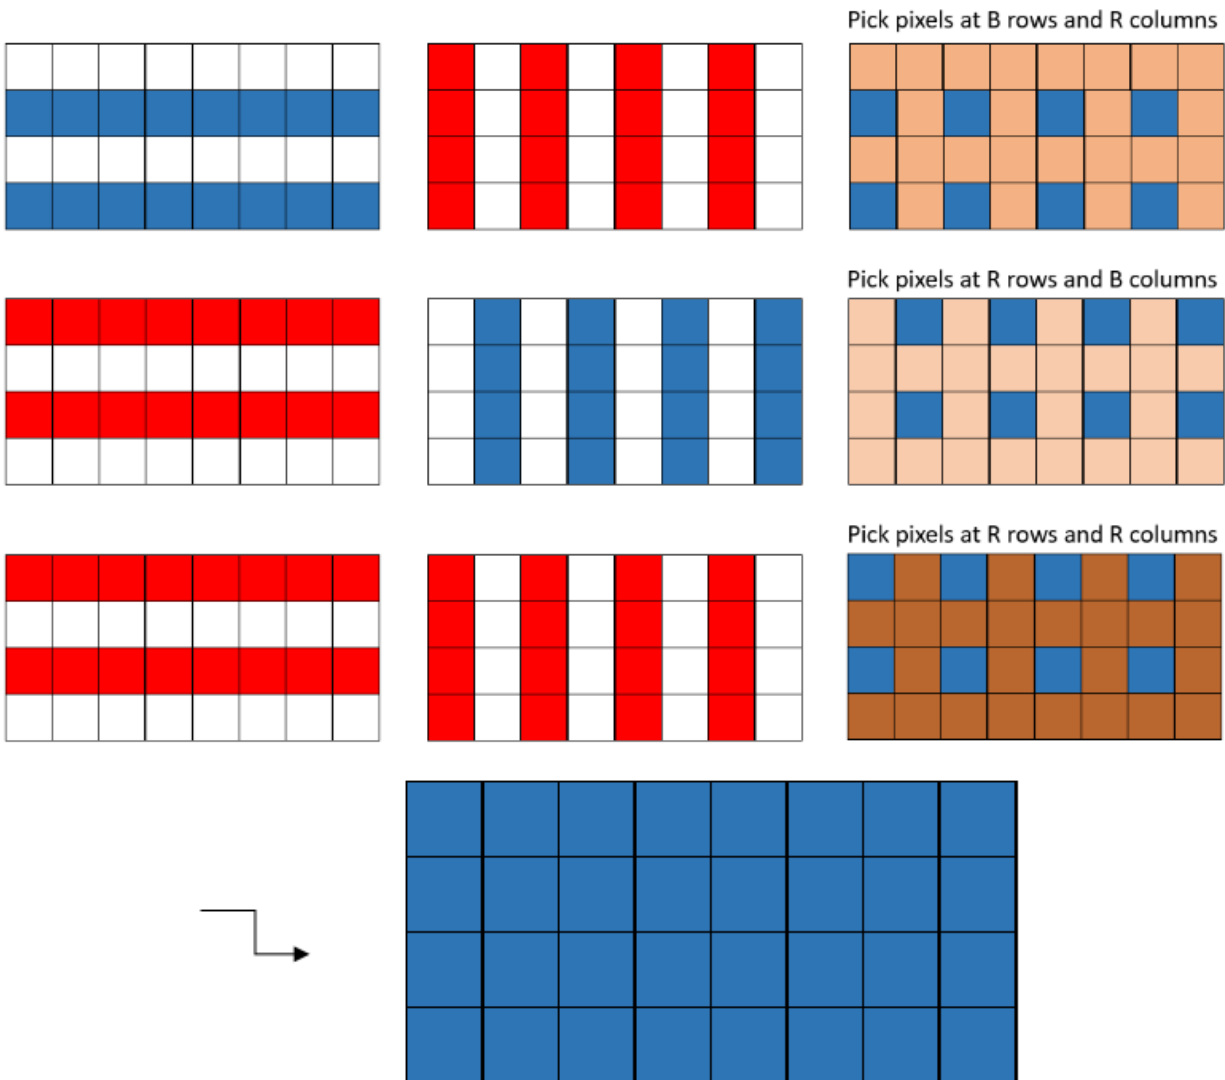 Pick pixels at B rows and R columns
Pick pixels at R rows and B columns
Pick pixels at R rows and R columns